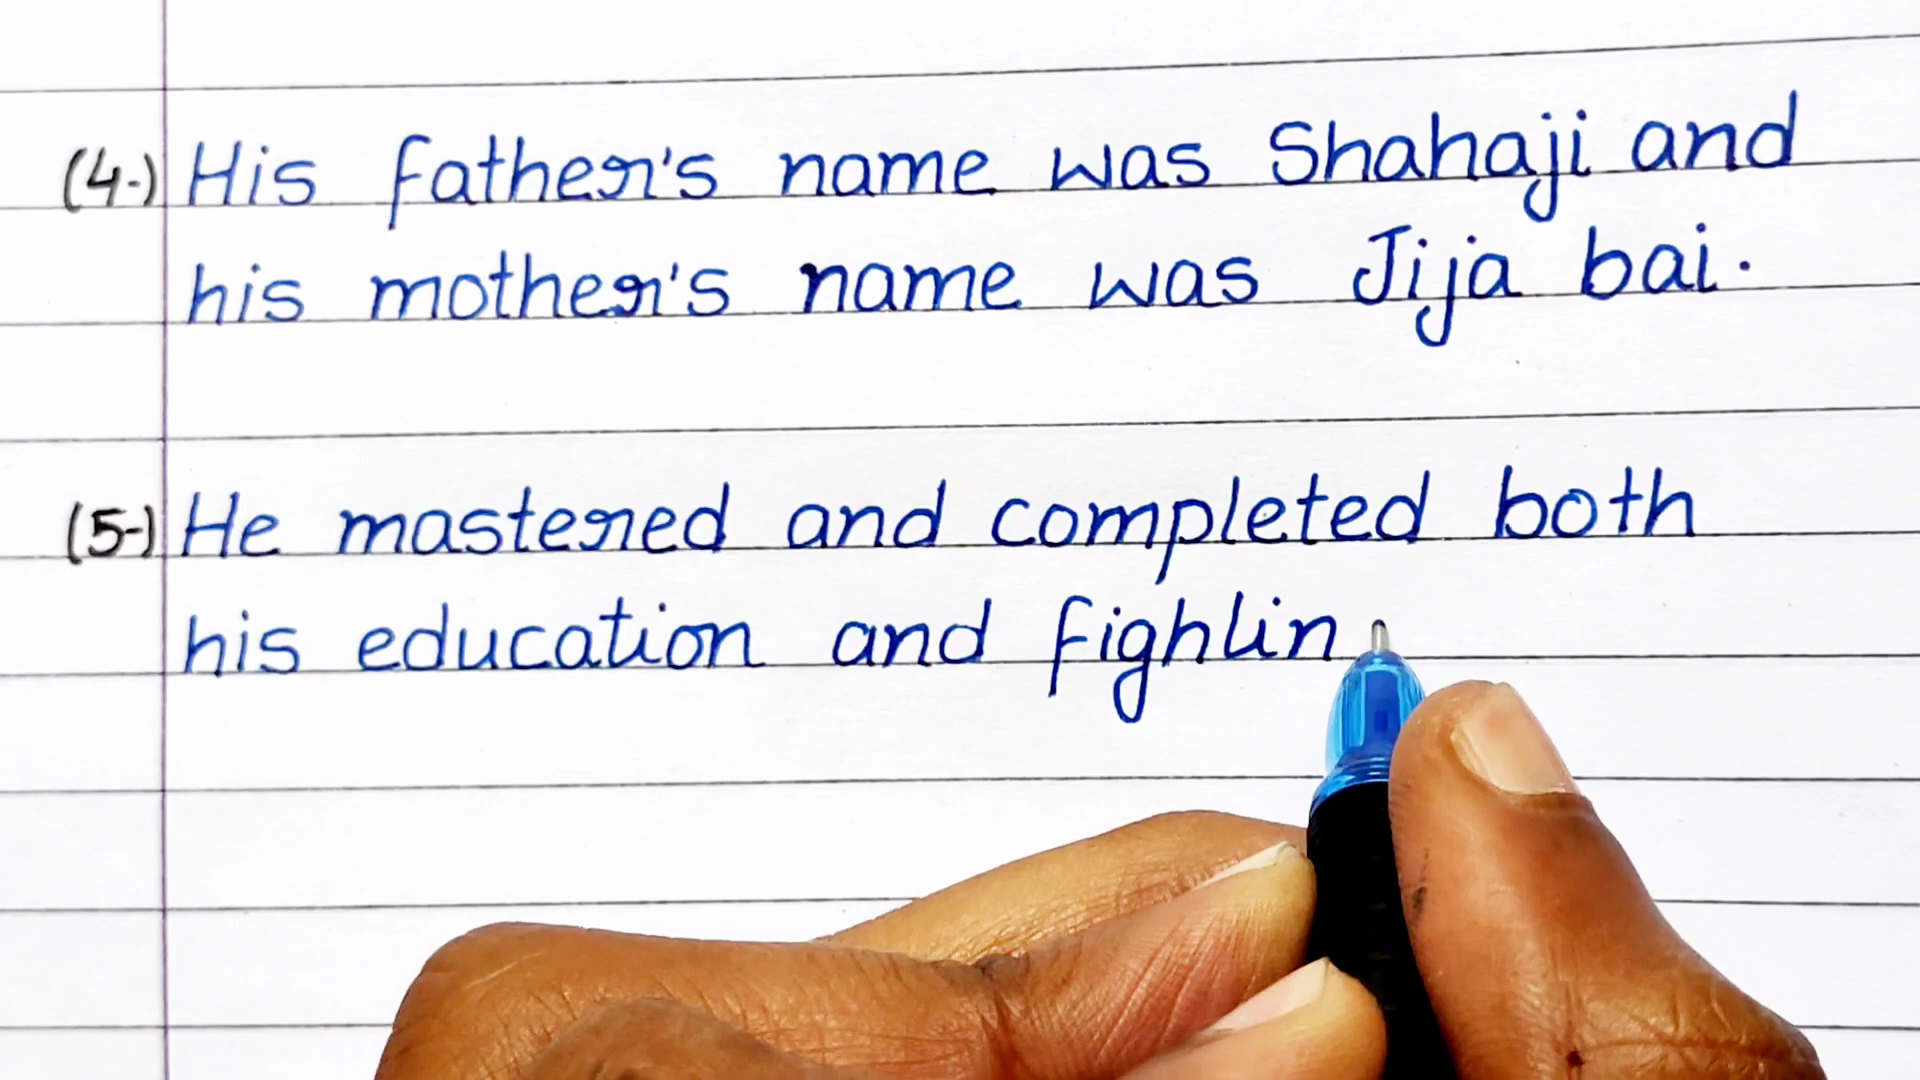 (4.) His father's name was Shahaji and
his mother's name was Jija bai.
(5.) He mastered and completed both
his education and fightin